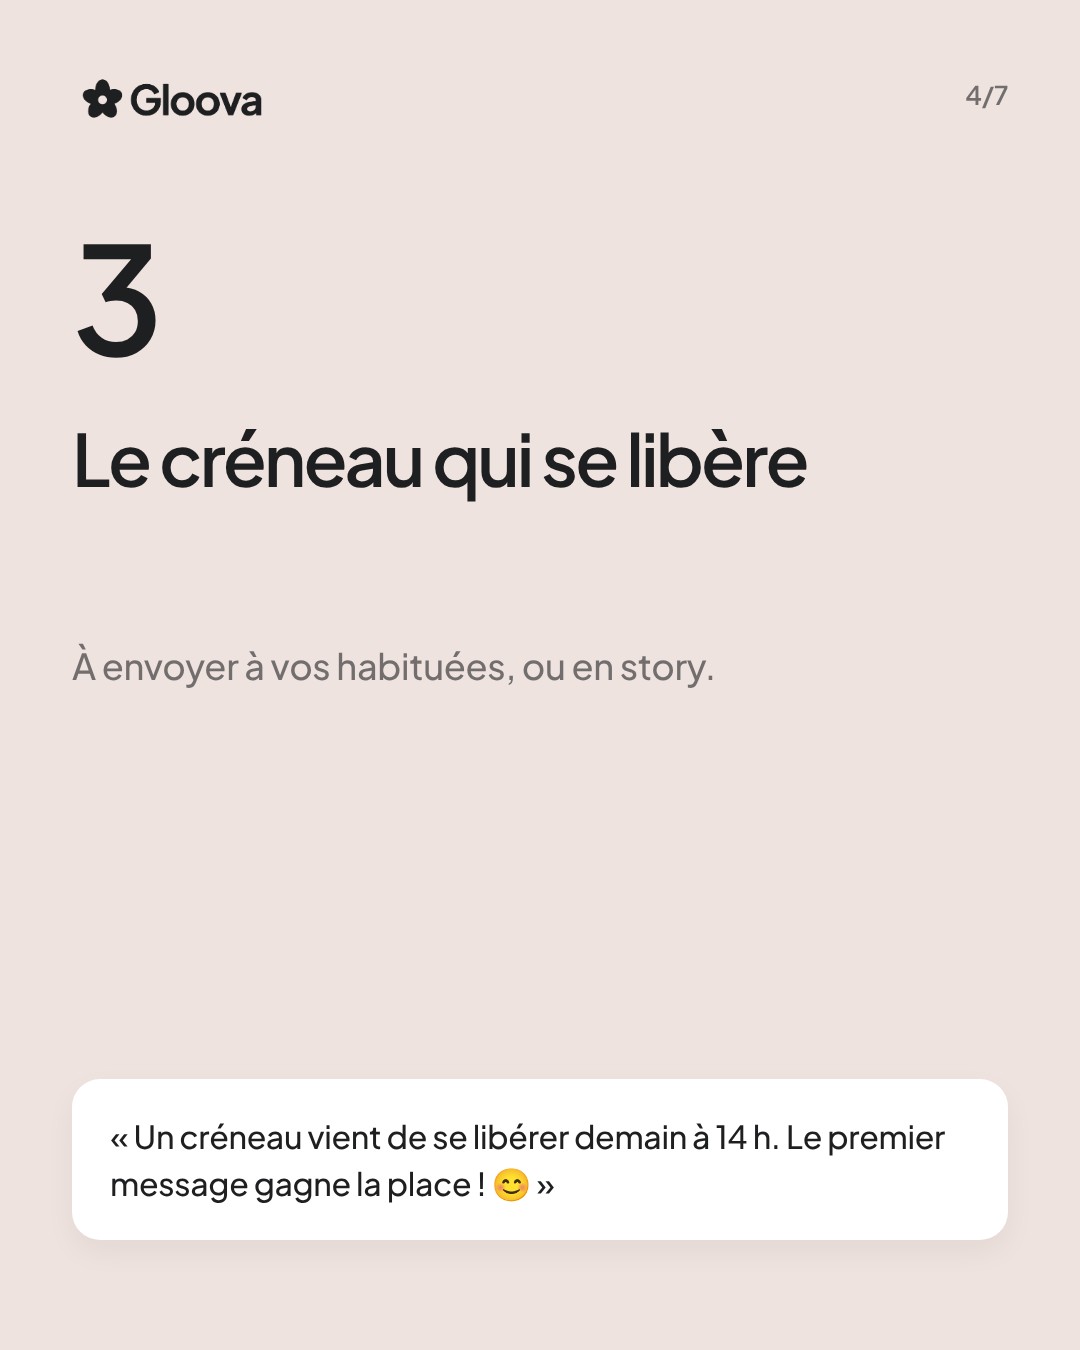 Gloova
4/7
3
Le créneau qui se libère
À envoyer à vos habituées, ou en story.
« Un créneau vient de se libérer demain à 14 h. Le premier
message gagne la place ! 😊 »